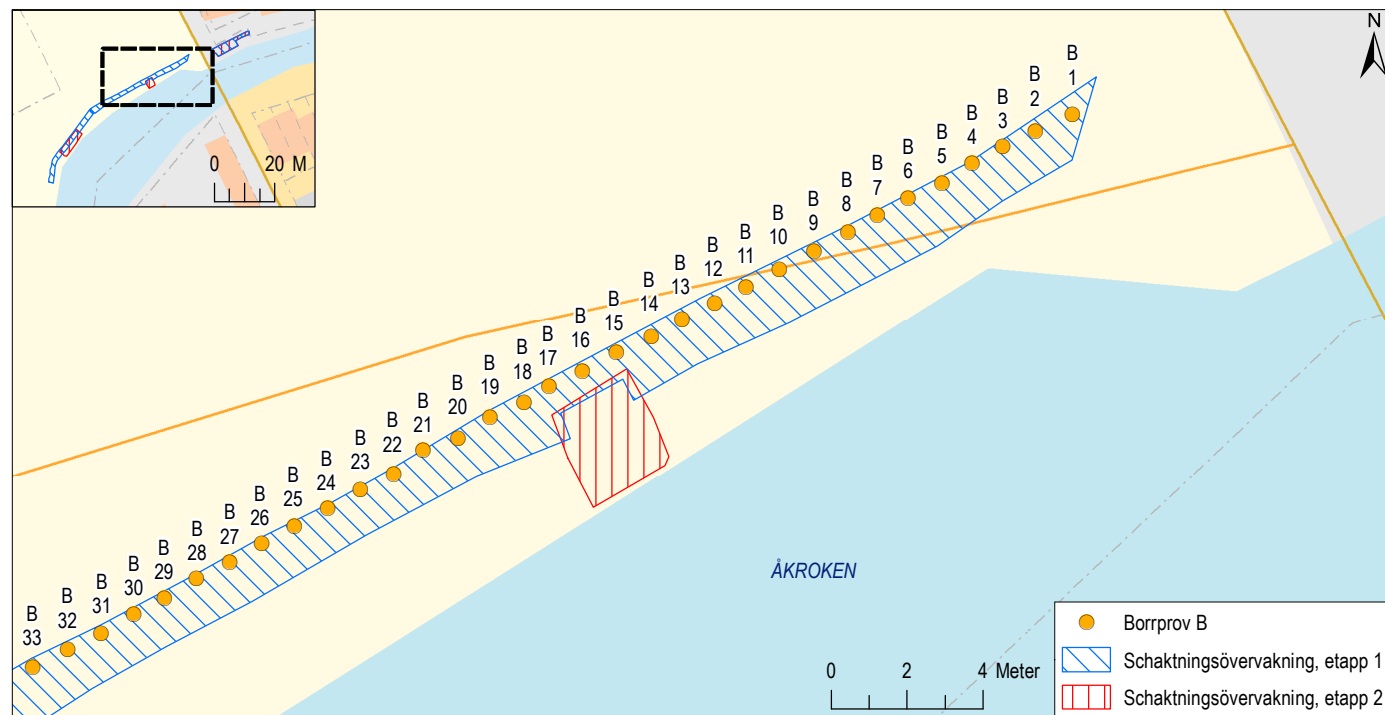 0 20 M
N
B
1
B
2
B
3
B
4
B
5
B
6
B
7
B
8
B
9
B
10
B
11
B
12
B
13
B
14
B
15
B
16
B
17
B
18
B
19
B
20
B
21
B
22
B
23
B
24
B
25
B
26
B
27
B
28
B
29
B
30
B
31
B
32
B
33
ÅKROKEN
0 2 4 Meter
Borrprov B
Schaktningsövervakning, etapp 1
Schaktningsövervakning, etapp 2